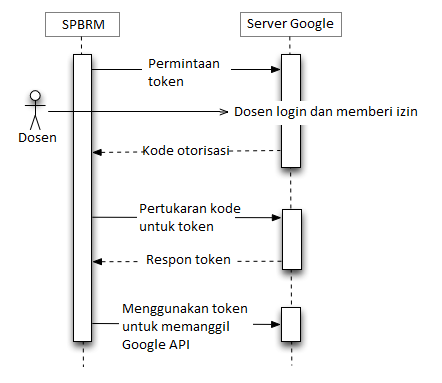 SPBRM
Server Google
Permintaan
token
Dosen login dan memberi izin
Dosen
Kode otorisasi
Pertukaran kode
untuk token
Respon token
Menggunakan token
untuk memanggil
Google API